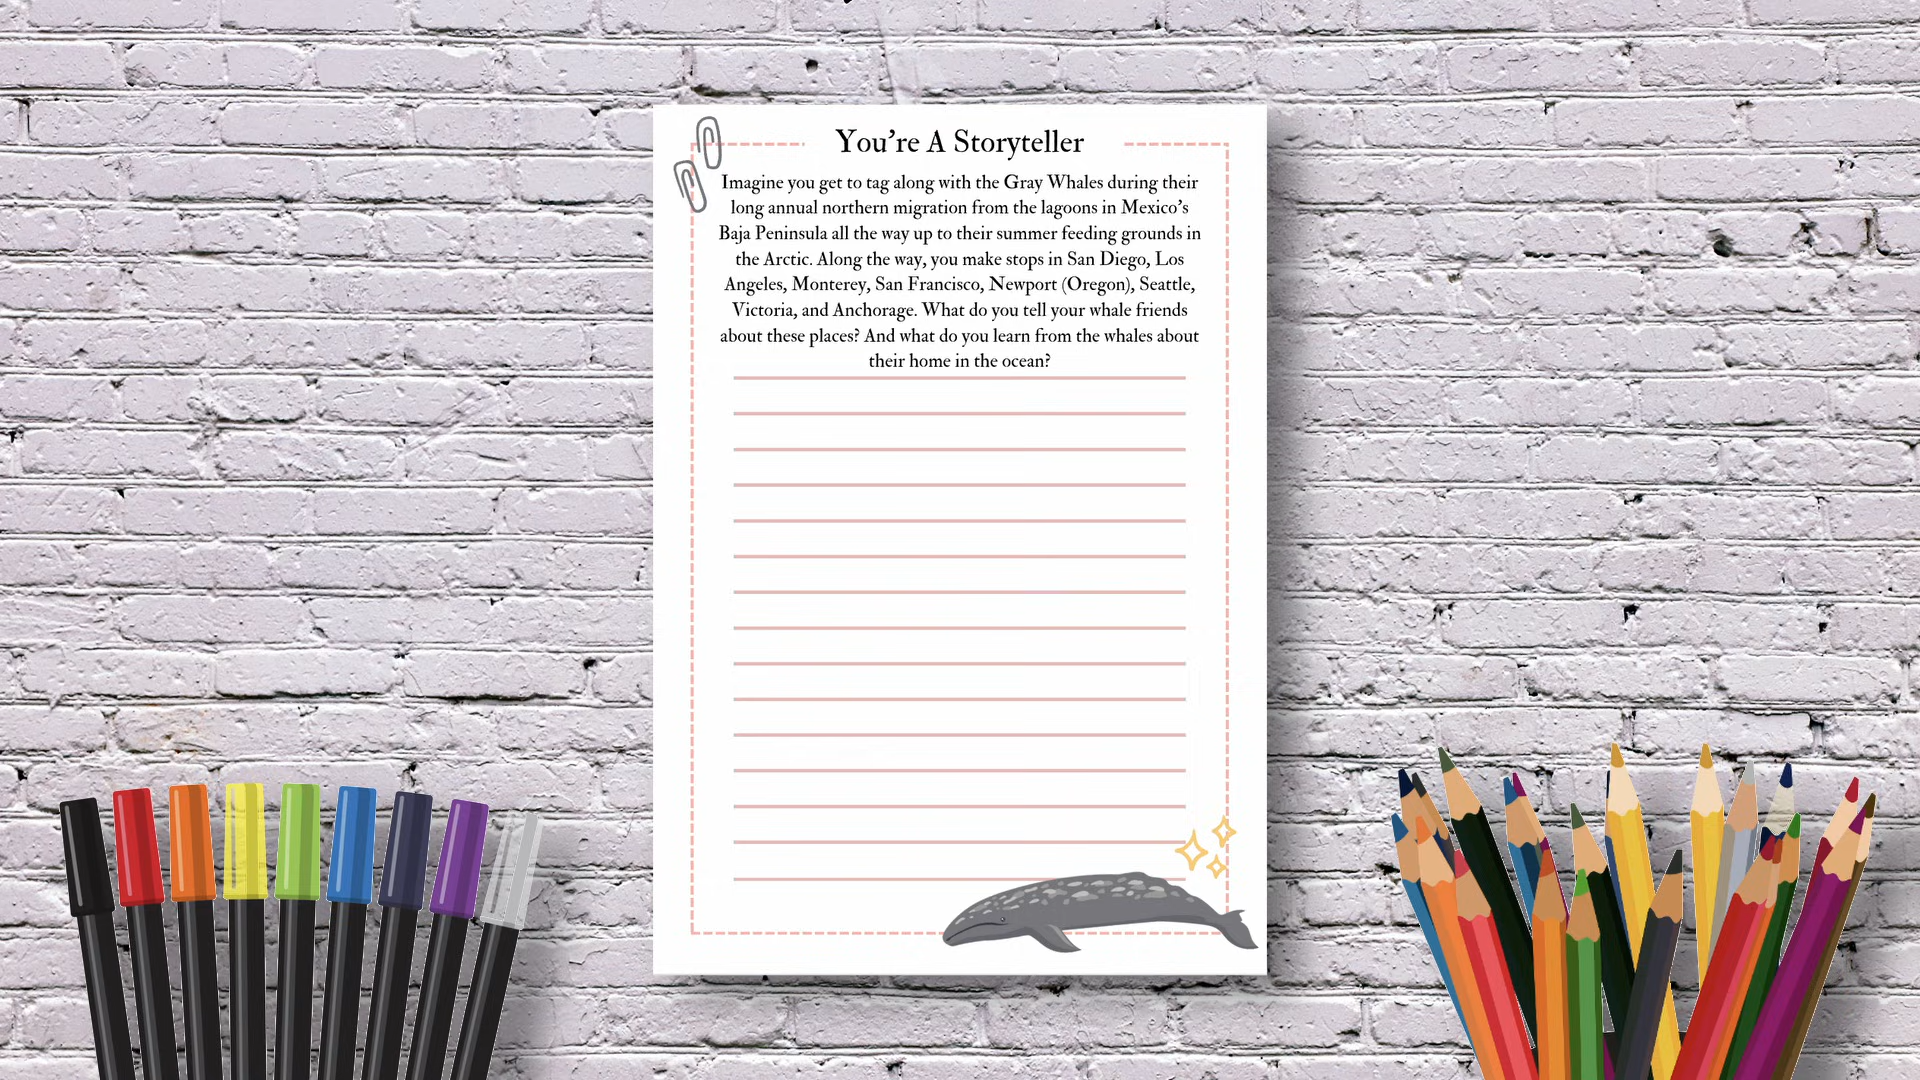 You're A Storyteller
Imagine you get to tag along with the Gray Whales during their
long annual northern migration from the lagoons in Mexico's
Baja Peninsula all the way up to their summer feeding grounds in
the Arctic. Along the way, you make stops in San Diego, Los
Angeles, Monterey, San Francisco, Newport (Oregon), Seattle,
Victoria, and Anchorage. What do you tell your whale friends
about these places? And what do you learn from the whales about
their home in the ocean?